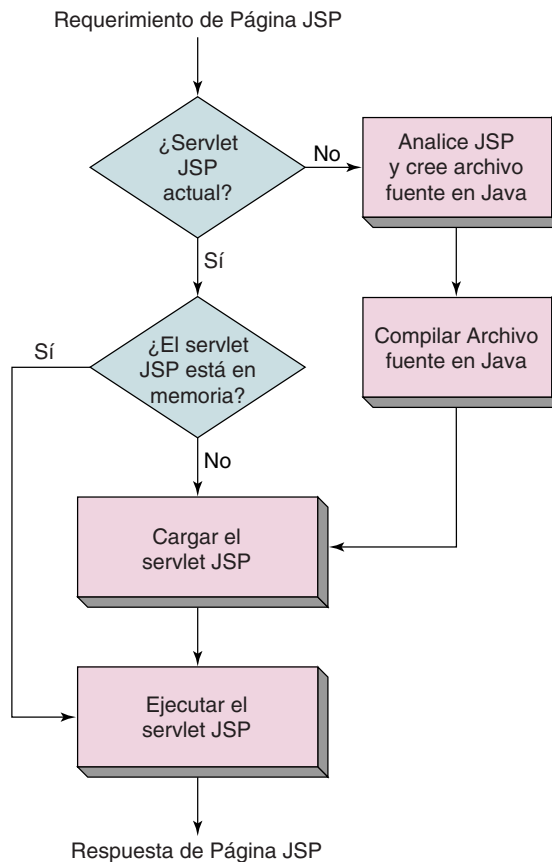 Requerimiento de Página JSP
¿Servlet
JSP
actual?
No
Analice JSP
y cree archivo
fuente en Java
Sí
Compilar Archivo
fuente en Java
¿El servlet
JSP está en
memoria?
Sí
No
Cargar el
servlet JSP
Ejecutar el
servlet JSP
Respuesta de Página JSP